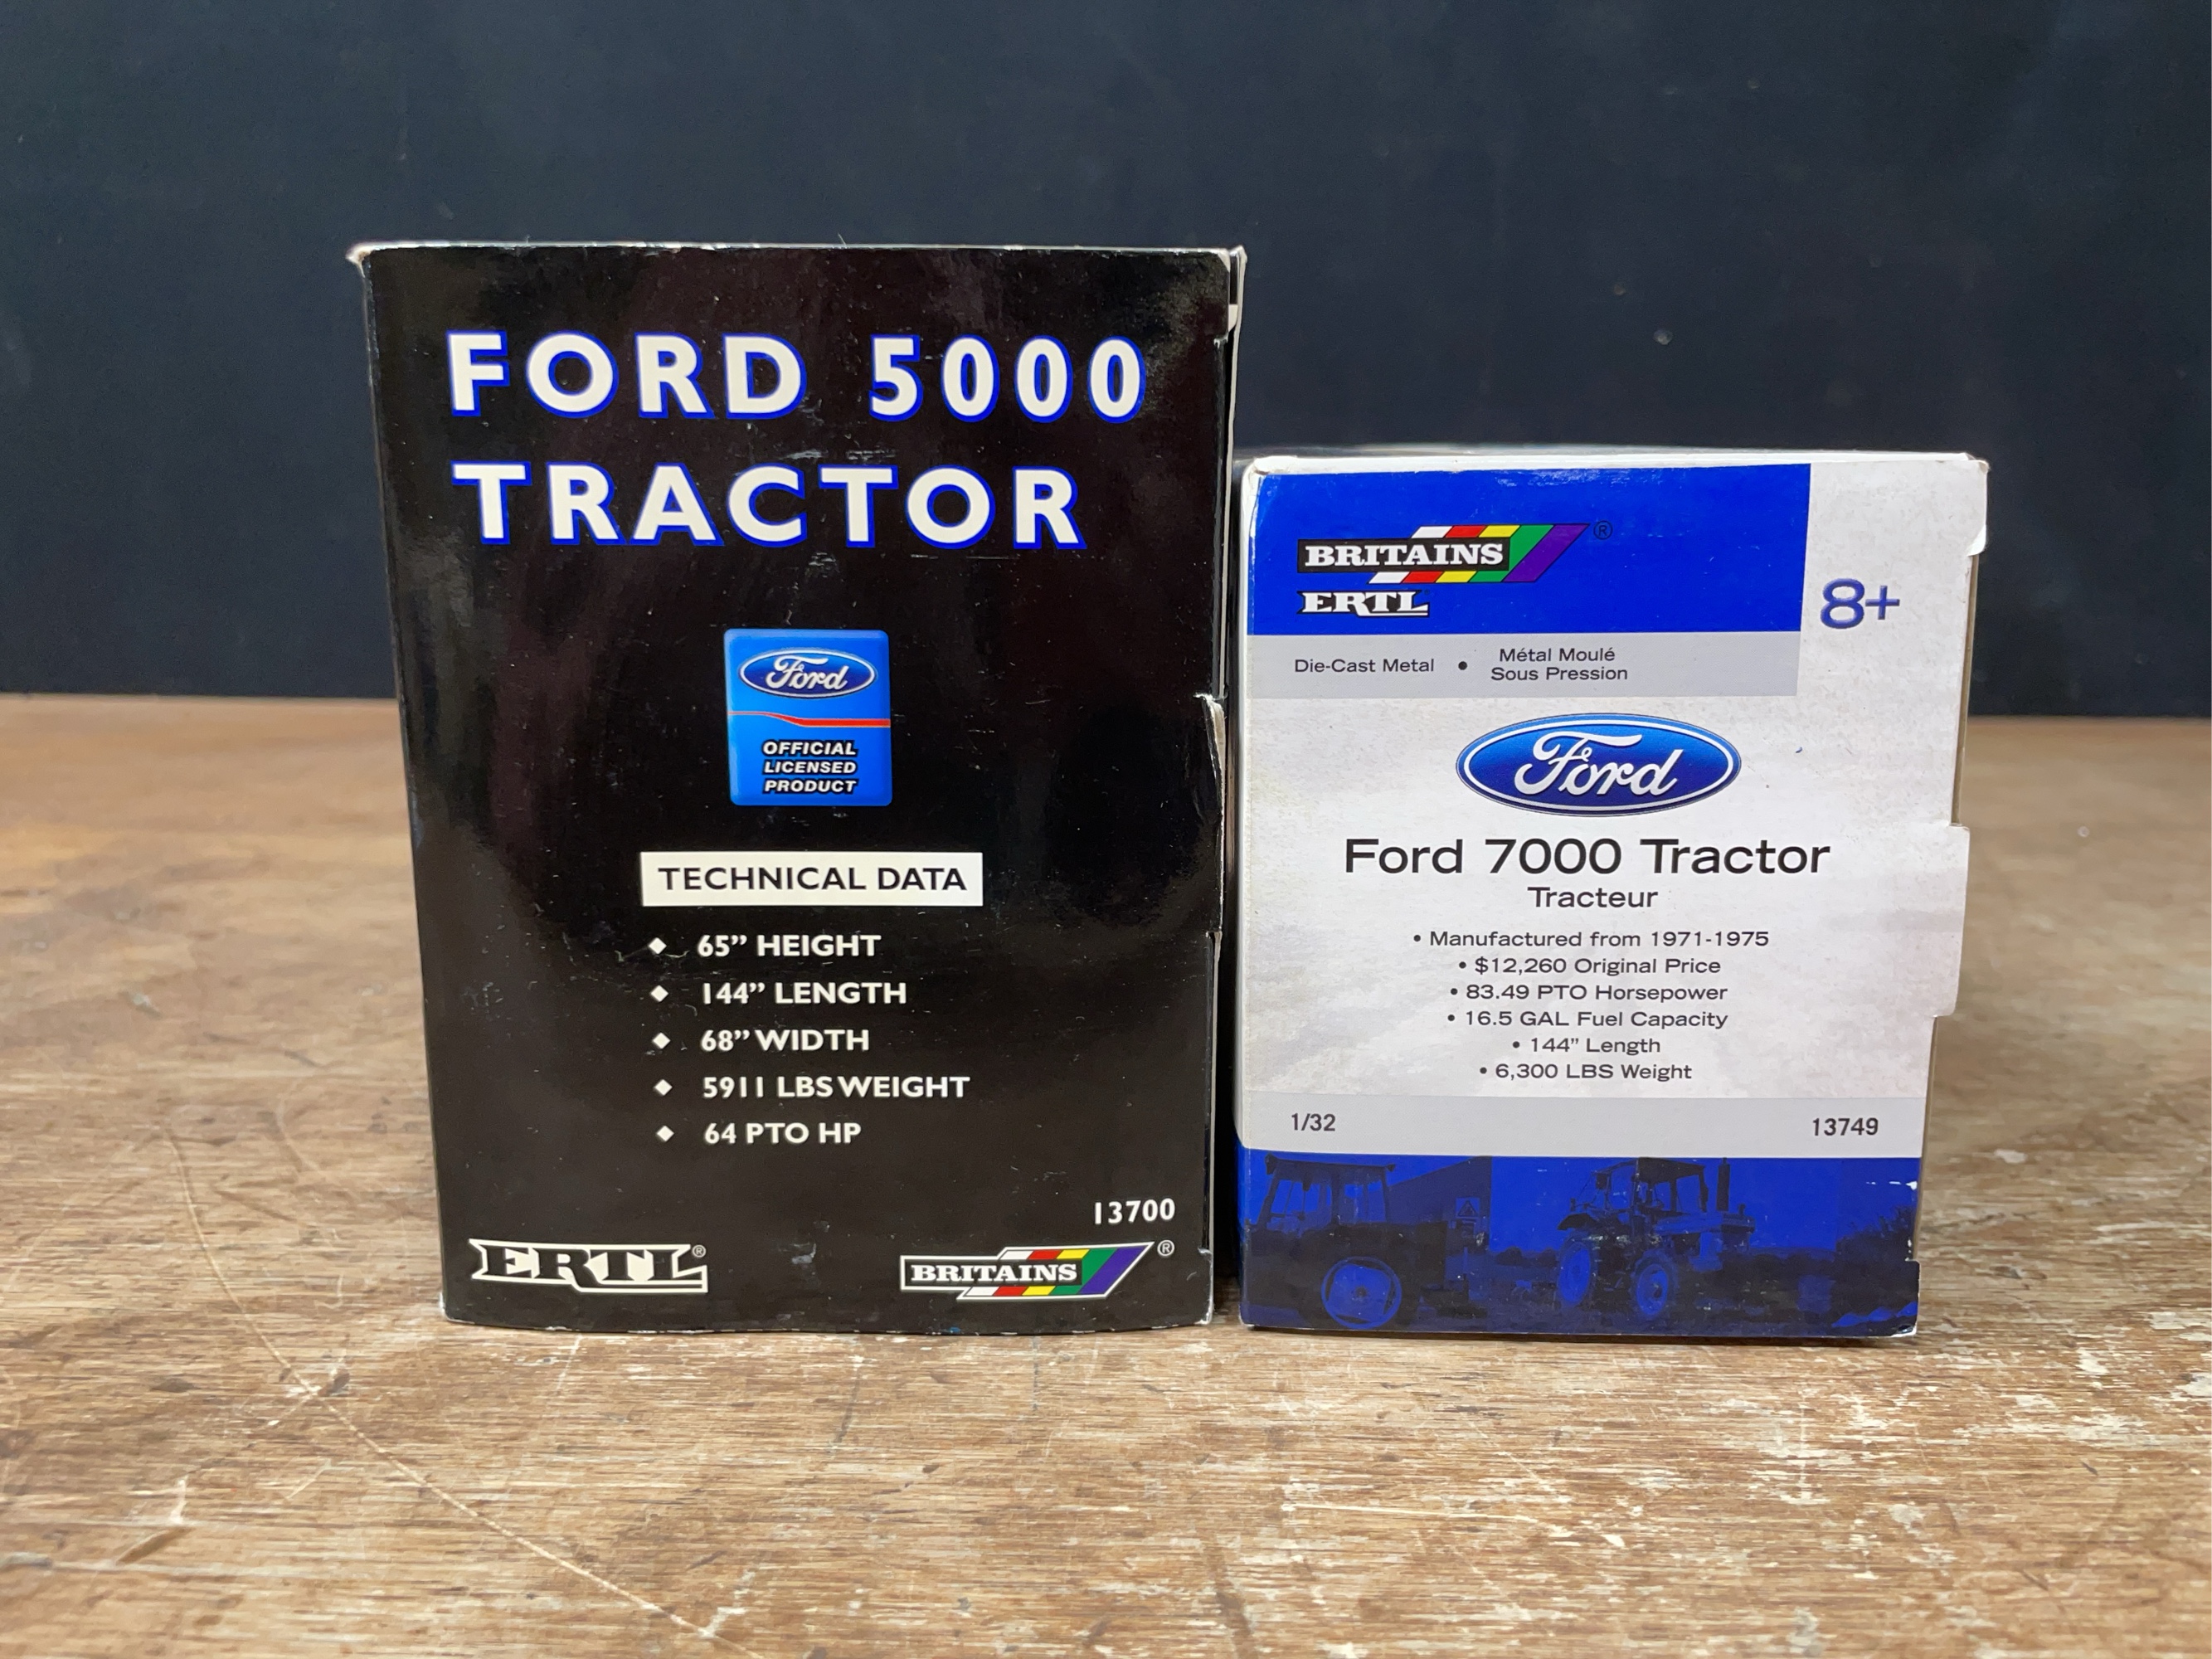 FORD 5000
TRACTOR
Ford
OFFICIAL
LICENSED
PRODUCT
TECHNICAL DATA
◆ 65” HEIGHT
◆ 144” LENGTH
◆ 68” WIDTH
◆ 5911 LBS WEIGHT
◆ 64 PTO HP
13700
ERTL®
BRITAINS®
BRITAINS®
ERTL
8+
Die-Cast Metal • Métal Moulé
Sous Pression
Ford
Ford 7000 Tractor
Tracteur
• Manufactured from 1971-1975
• $12,260 Original Price
• 83.49 PTO Horsepower
• 16.5 GAL Fuel Capacity
• 144” Length
• 6,300 LBS Weight
1/32 13749